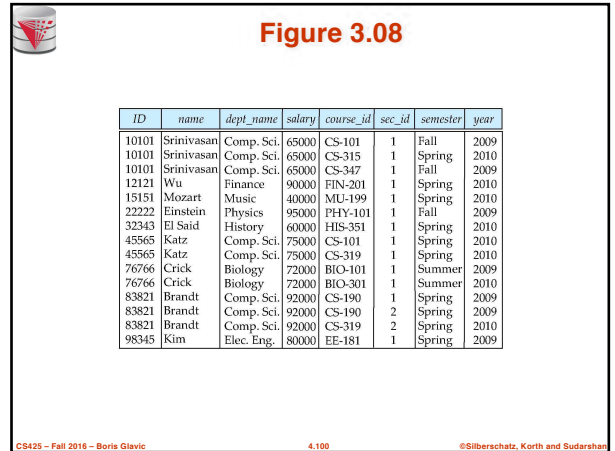 Figure 3.08
ID name dept_name salary course_id sec_id semester year
10101 Srinivasan Comp. Sci. 65000 CS-101 1 Fall 2009
10101 Srinivasan Comp. Sci. 65000 CS-315 1 Spring 2010
10101 Srinivasan Comp. Sci. 65000 CS-347 1 Fall 2009
12121 Wu Finance 90000 FIN-201 1 Spring 2010
15151 Mozart Music 40000 MU-199 1 Spring 2010
22222 Einstein Physics 95000 PHY-101 1 Fall 2009
32343 El Said History 60000 HIS-351 1 Spring 2010
45565 Katz Comp. Sci. 75000 CS-101 1 Spring 2010
45565 Katz Comp. Sci. 75000 CS-319 1 Spring 2010
76766 Crick Biology 72000 BIO-101 1 Summer 2009
76766 Crick Biology 72000 BIO-301 1 Summer 2010
83821 Brandt Comp. Sci. 92000 CS-190 1 Spring 2009
83821 Brandt Comp. Sci. 92000 CS-190 2 Spring 2009
83821 Brandt Comp. Sci. 92000 CS-319 2 Spring 2010
98345 Kim Elec. Eng. 80000 EE-181 1 Spring 2009
CS425 – Fall 2016 – Boris Glavic 4.100 ©Silberschatz, Korth and Sudarshan